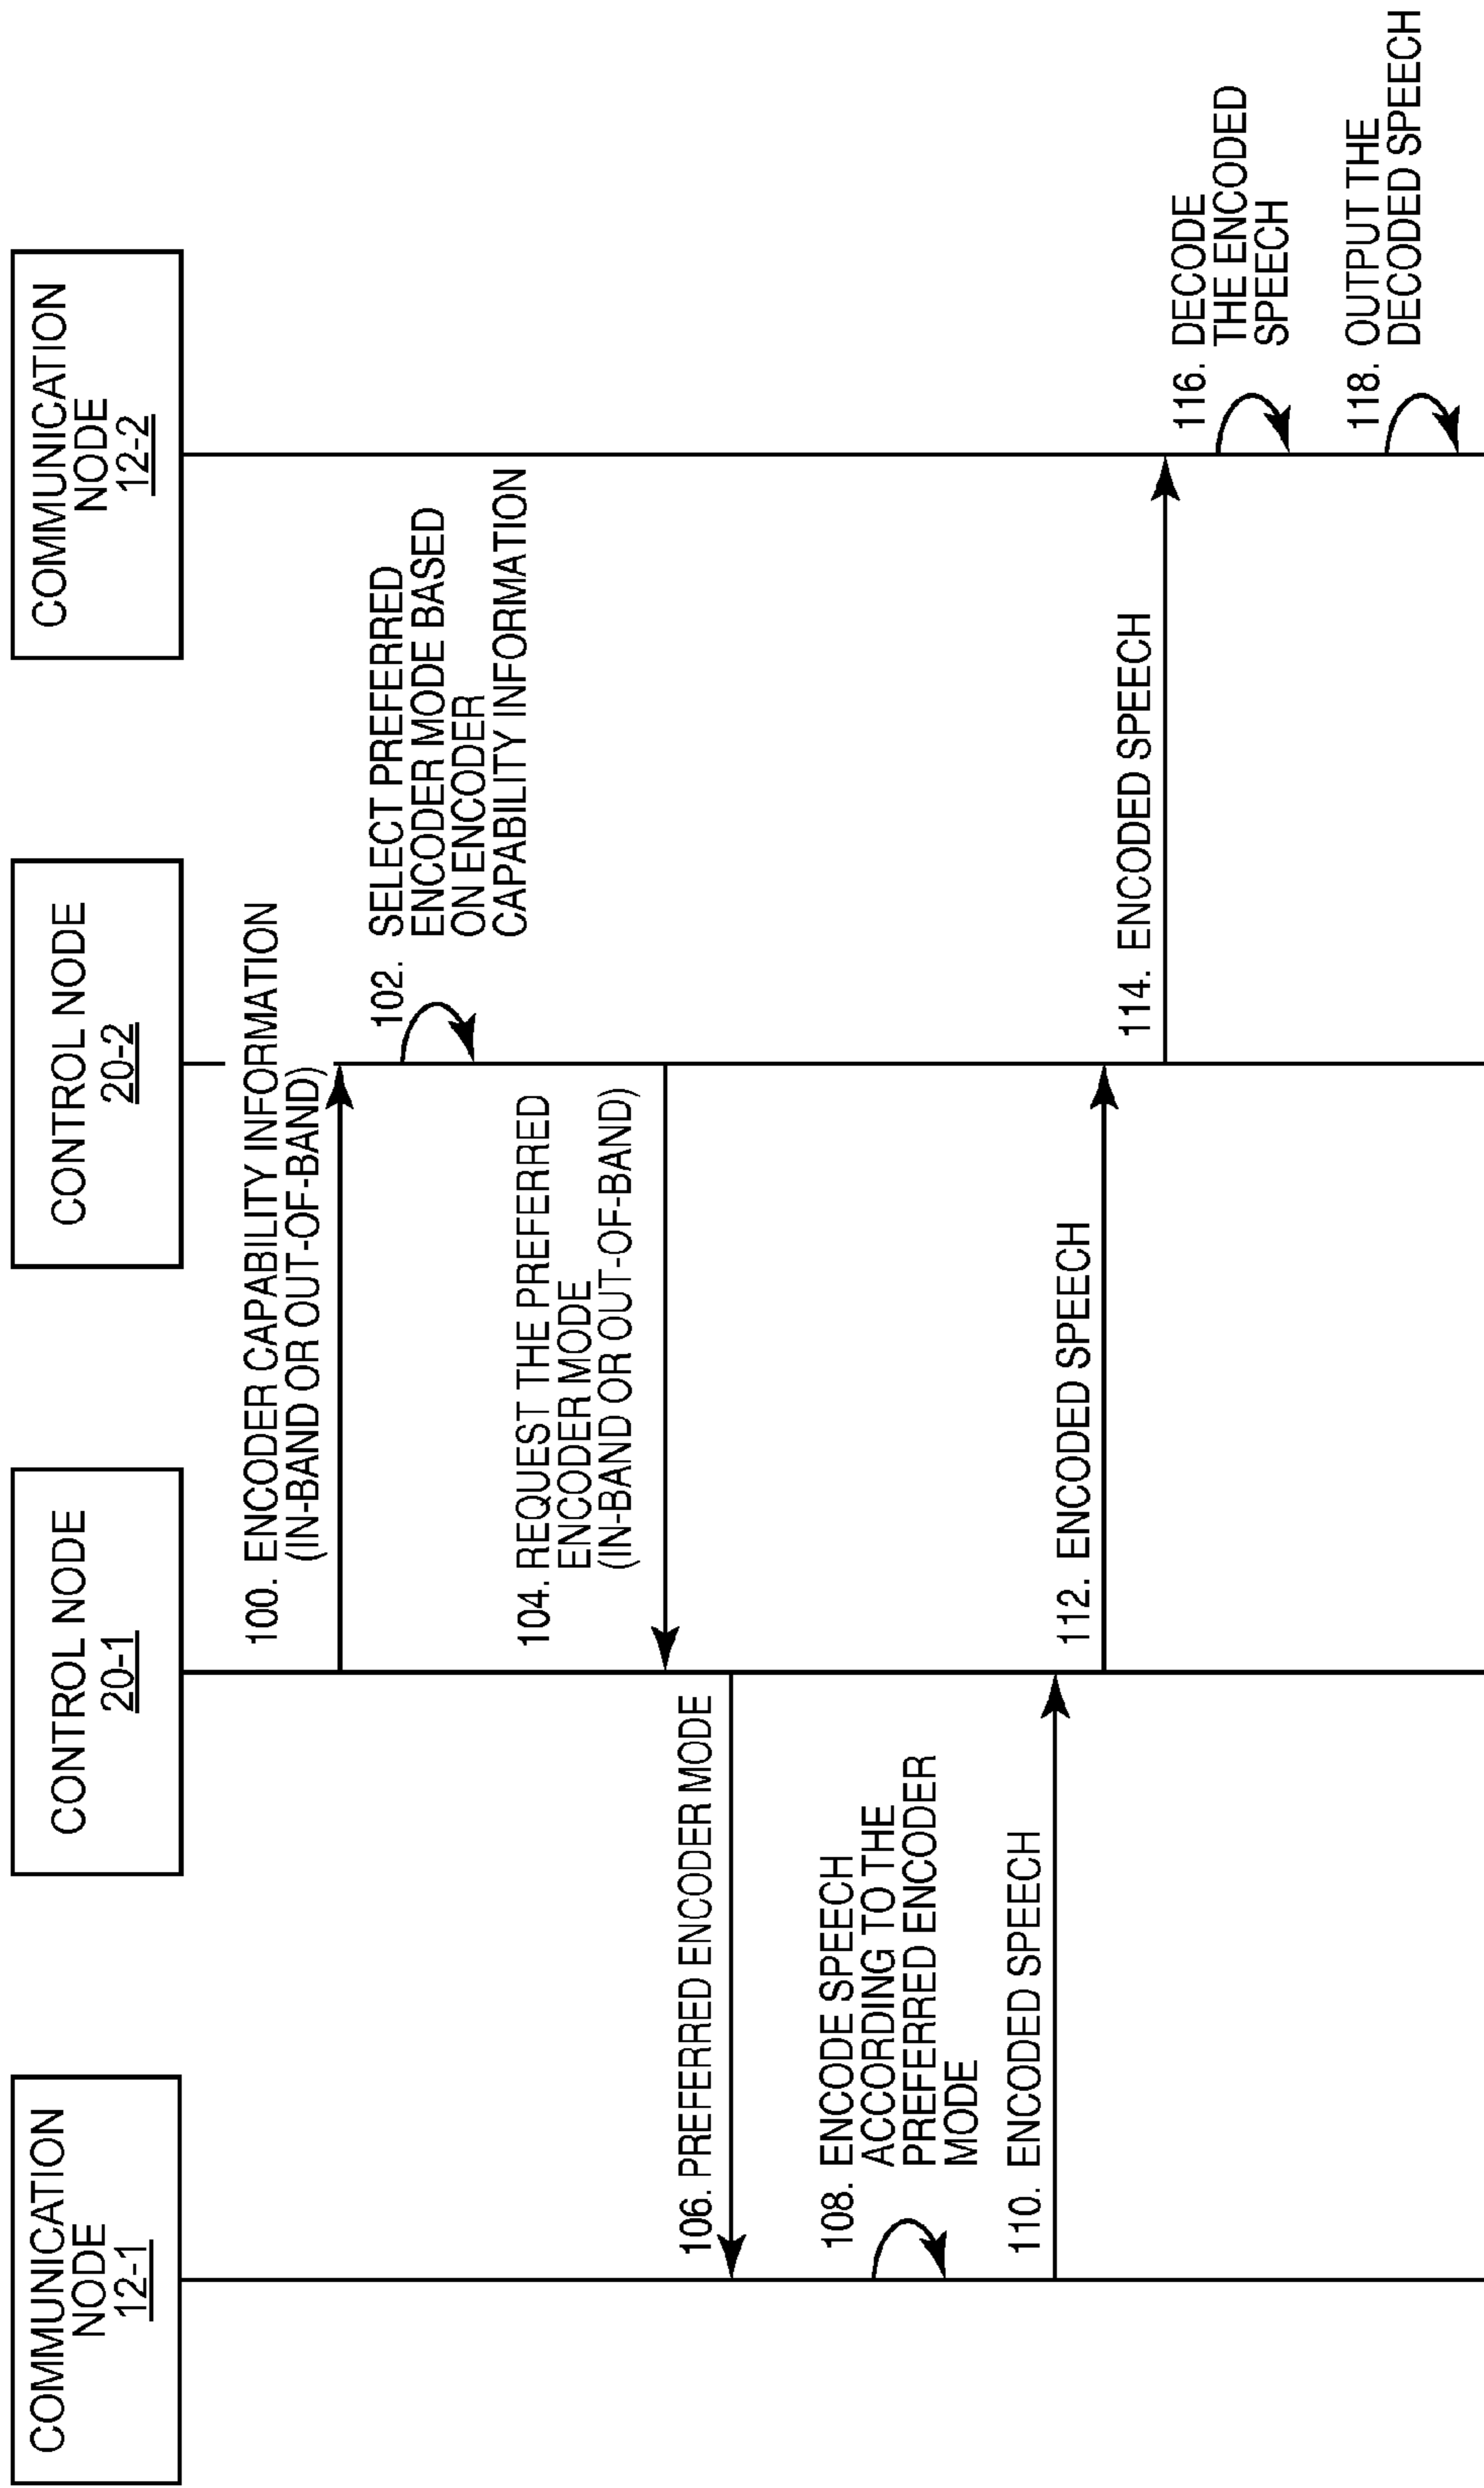 COMMUNICATION
NODE
12-1
CONTROL NODE
20-1
CONTROL NODE
20-2
COMMUNICATION
NODE
12-2
100. ENCODER CAPABILITY INFORMATION
(IN-BAND OR OUT-OF-BAND)
102. SELECT PREFERRED
ENCODER MODE BASED
ON ENCODER
CAPABILITY INFORMATION
104. REQUEST THE PREFERRED
ENCODER MODE
(IN-BAND OR OUT-OF-BAND)
106. PREFERRED ENCODER MODE
108. ENCODE SPEECH
ACCORDING TO THE
PREFERRED ENCODER
MODE
110. ENCODED SPEECH
112. ENCODED SPEECH
114. ENCODED SPEECH
116. DECODE
THE ENCODED
SPEECH
118. OUTPUT THE
DECODED SPEECH